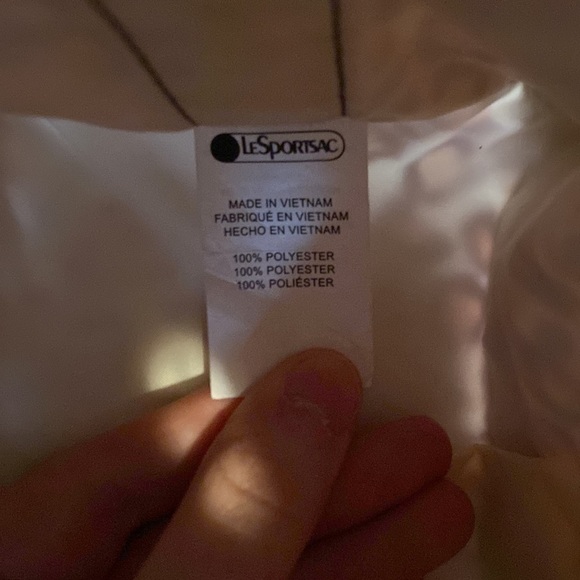 LESPORTSAC
MADE IN VIETNAM
FABRIQUÉ EN VIETNAM
HECHO EN VIETNAM
100% POLYESTER
100% POLYESTER
100% POLIÉSTER